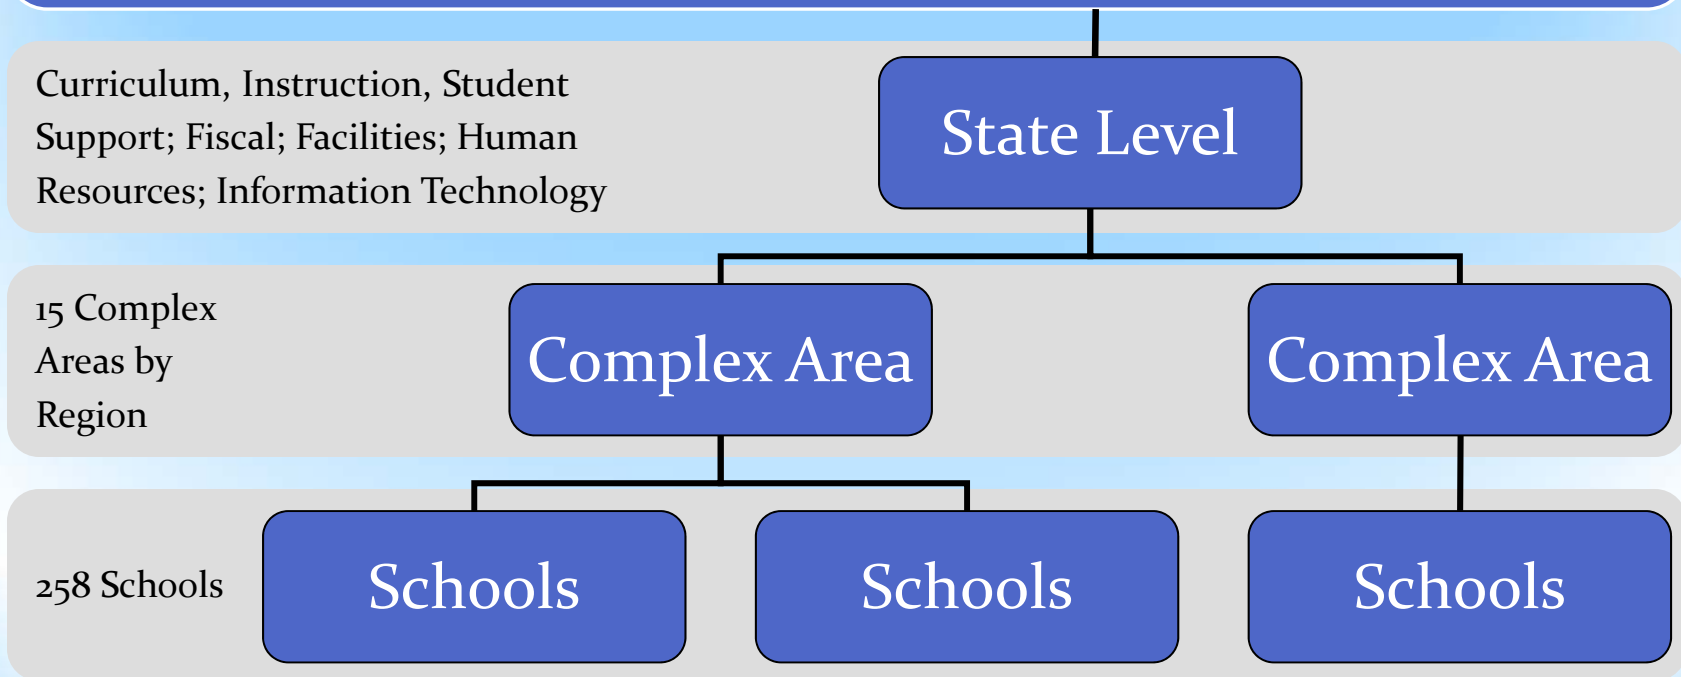 Curriculum, Instruction, Student
Support; Fiscal; Facilities; Human
Resources; Information Technology
State Level
15 Complex
Areas by
Region
Complex Area
Complex Area
258 Schools
Schools
Schools
Schools